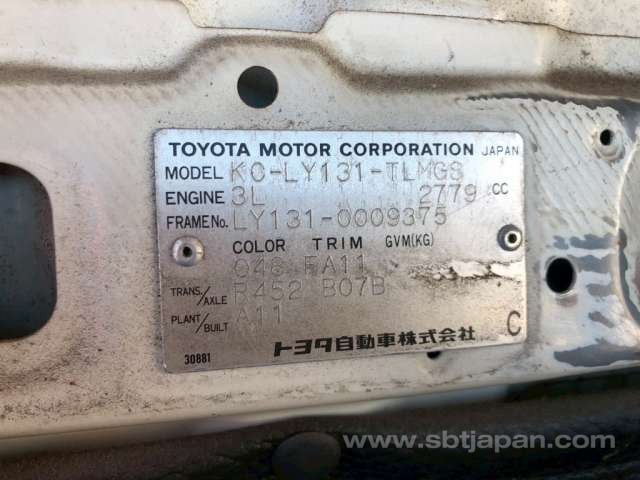 TOYOTA MOTOR CORPORATION JAPAN
MODEL KC-LY131-TLMGS
ENGINE 3L 2779 CC
FRAME No. LY131-0009375
COLOR TRIM GVM(KG)
046 FA11
TRANS./AXLE R452 B07B
PLANT/BUILT A11
30881 トヨタ自動車株式会社 C
www.sbtjapan.com